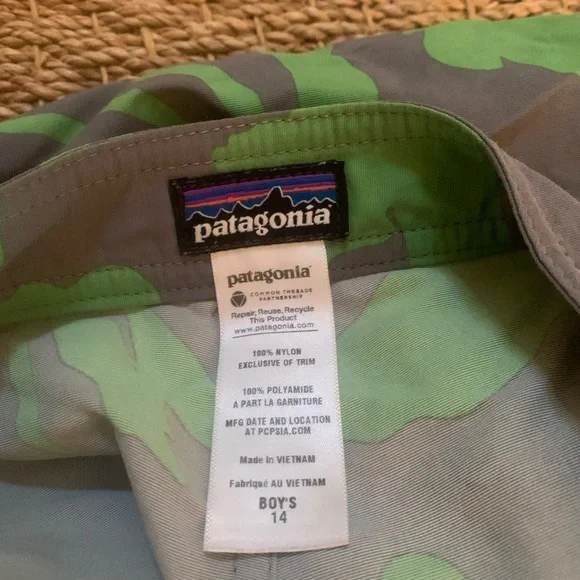 patagonia
patagonia®
COMMON THREADS
PARTNERSHIP
Repair, Reuse, Recycle
This Product
www.patagonia.com
100% NYLON
EXCLUSIVE OF TRIM
100% POLYAMIDE
A PART LA GARNITURE
MFG DATE AND LOCATION
AT PCPSIA.COM
Made in VIETNAM
Fabriqué AU VIETNAM
BOY'S
14